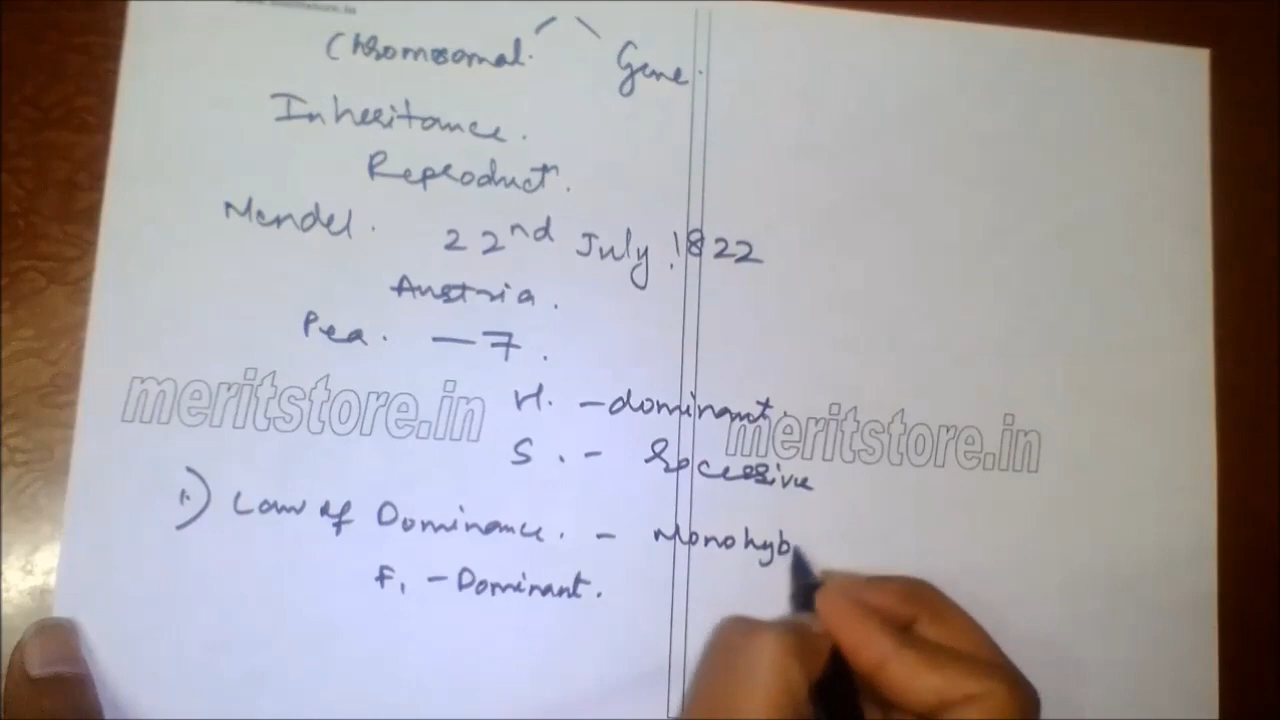 Chromosomal. Gene.
Inheritance.
Reproduct.
Mendel. 22nd July 1822
Austria.
Pea. - 7.
meritstore.in
H. - dominant.
meritstore.in
S. - Recessive
1.) Law of Dominance. - Monohyb
F1 - Dominant.